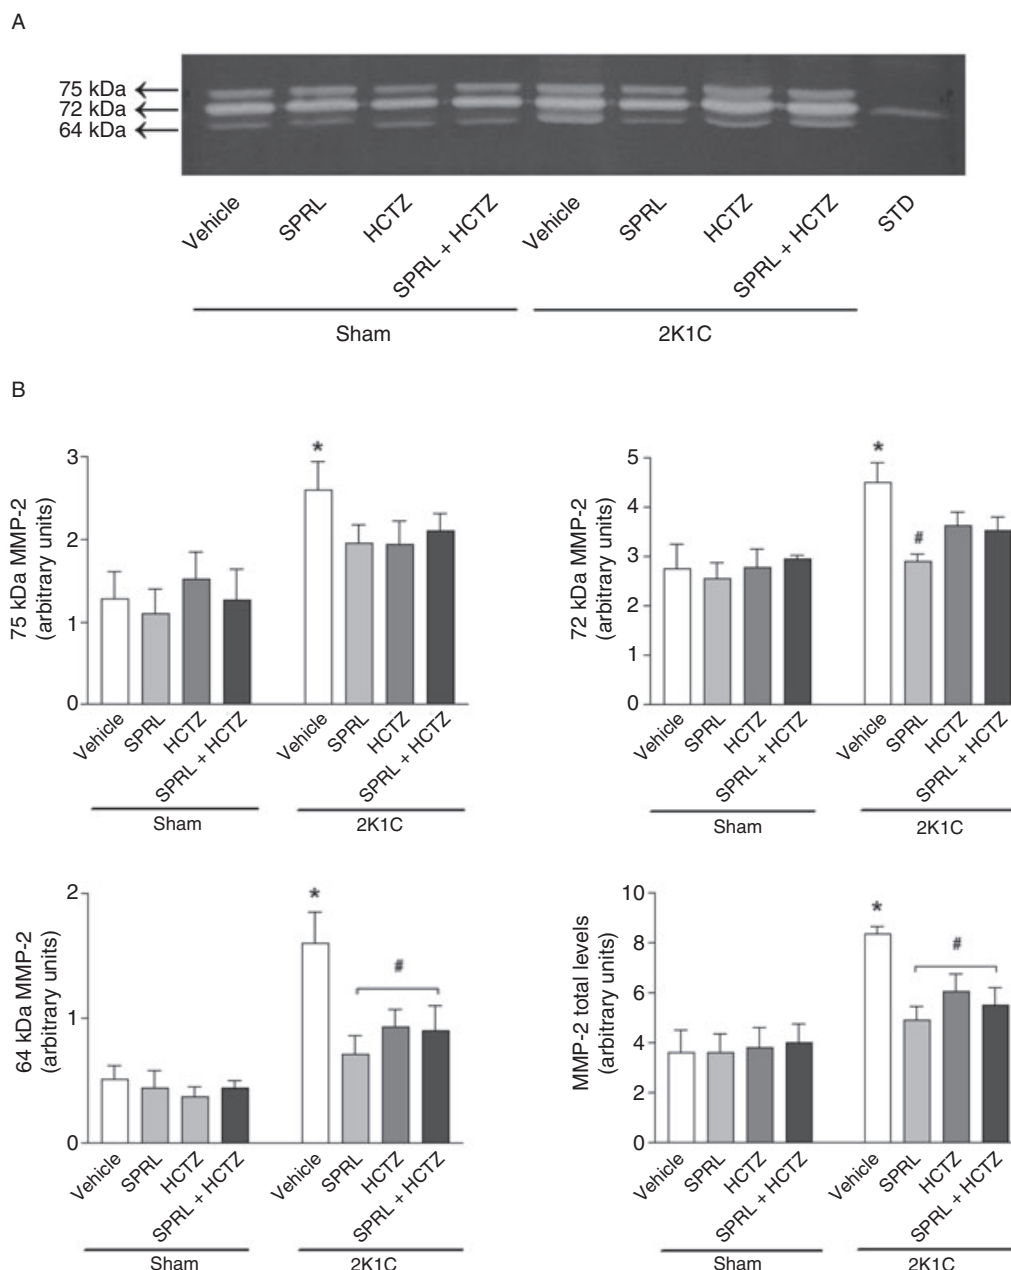 A
75 kDa
72 kDa
64 kDa
Vehicle
SPRL
HCTZ
SPRL + HCTZ
Vehicle
SPRL
HCTZ
SPRL + HCTZ
STD
Sham
2K1C
B
75 kDa MMP-2
(arbitrary units)
3
2
1
0
*
Vehicle
SPRL
HCTZ
SPRL + HCTZ
Vehicle
SPRL
HCTZ
SPRL + HCTZ
Sham
2K1C
72 kDa MMP-2
(arbitrary units)
5
4
3
2
1
0
*
#
Vehicle
SPRL
HCTZ
SPRL + HCTZ
Vehicle
SPRL
HCTZ
SPRL + HCTZ
Sham
2K1C
64 kDa MMP-2
(arbitrary units)
2
1
0
*
#
Vehicle
SPRL
HCTZ
SPRL + HCTZ
Vehicle
SPRL
HCTZ
SPRL + HCTZ
Sham
2K1C
MMP-2 total levels
(arbitrary units)
10
8
6
4
2
0
*
#
Vehicle
SPRL
HCTZ
SPRL + HCTZ
Vehicle
SPRL
HCTZ
SPRL + HCTZ
Sham
2K1C